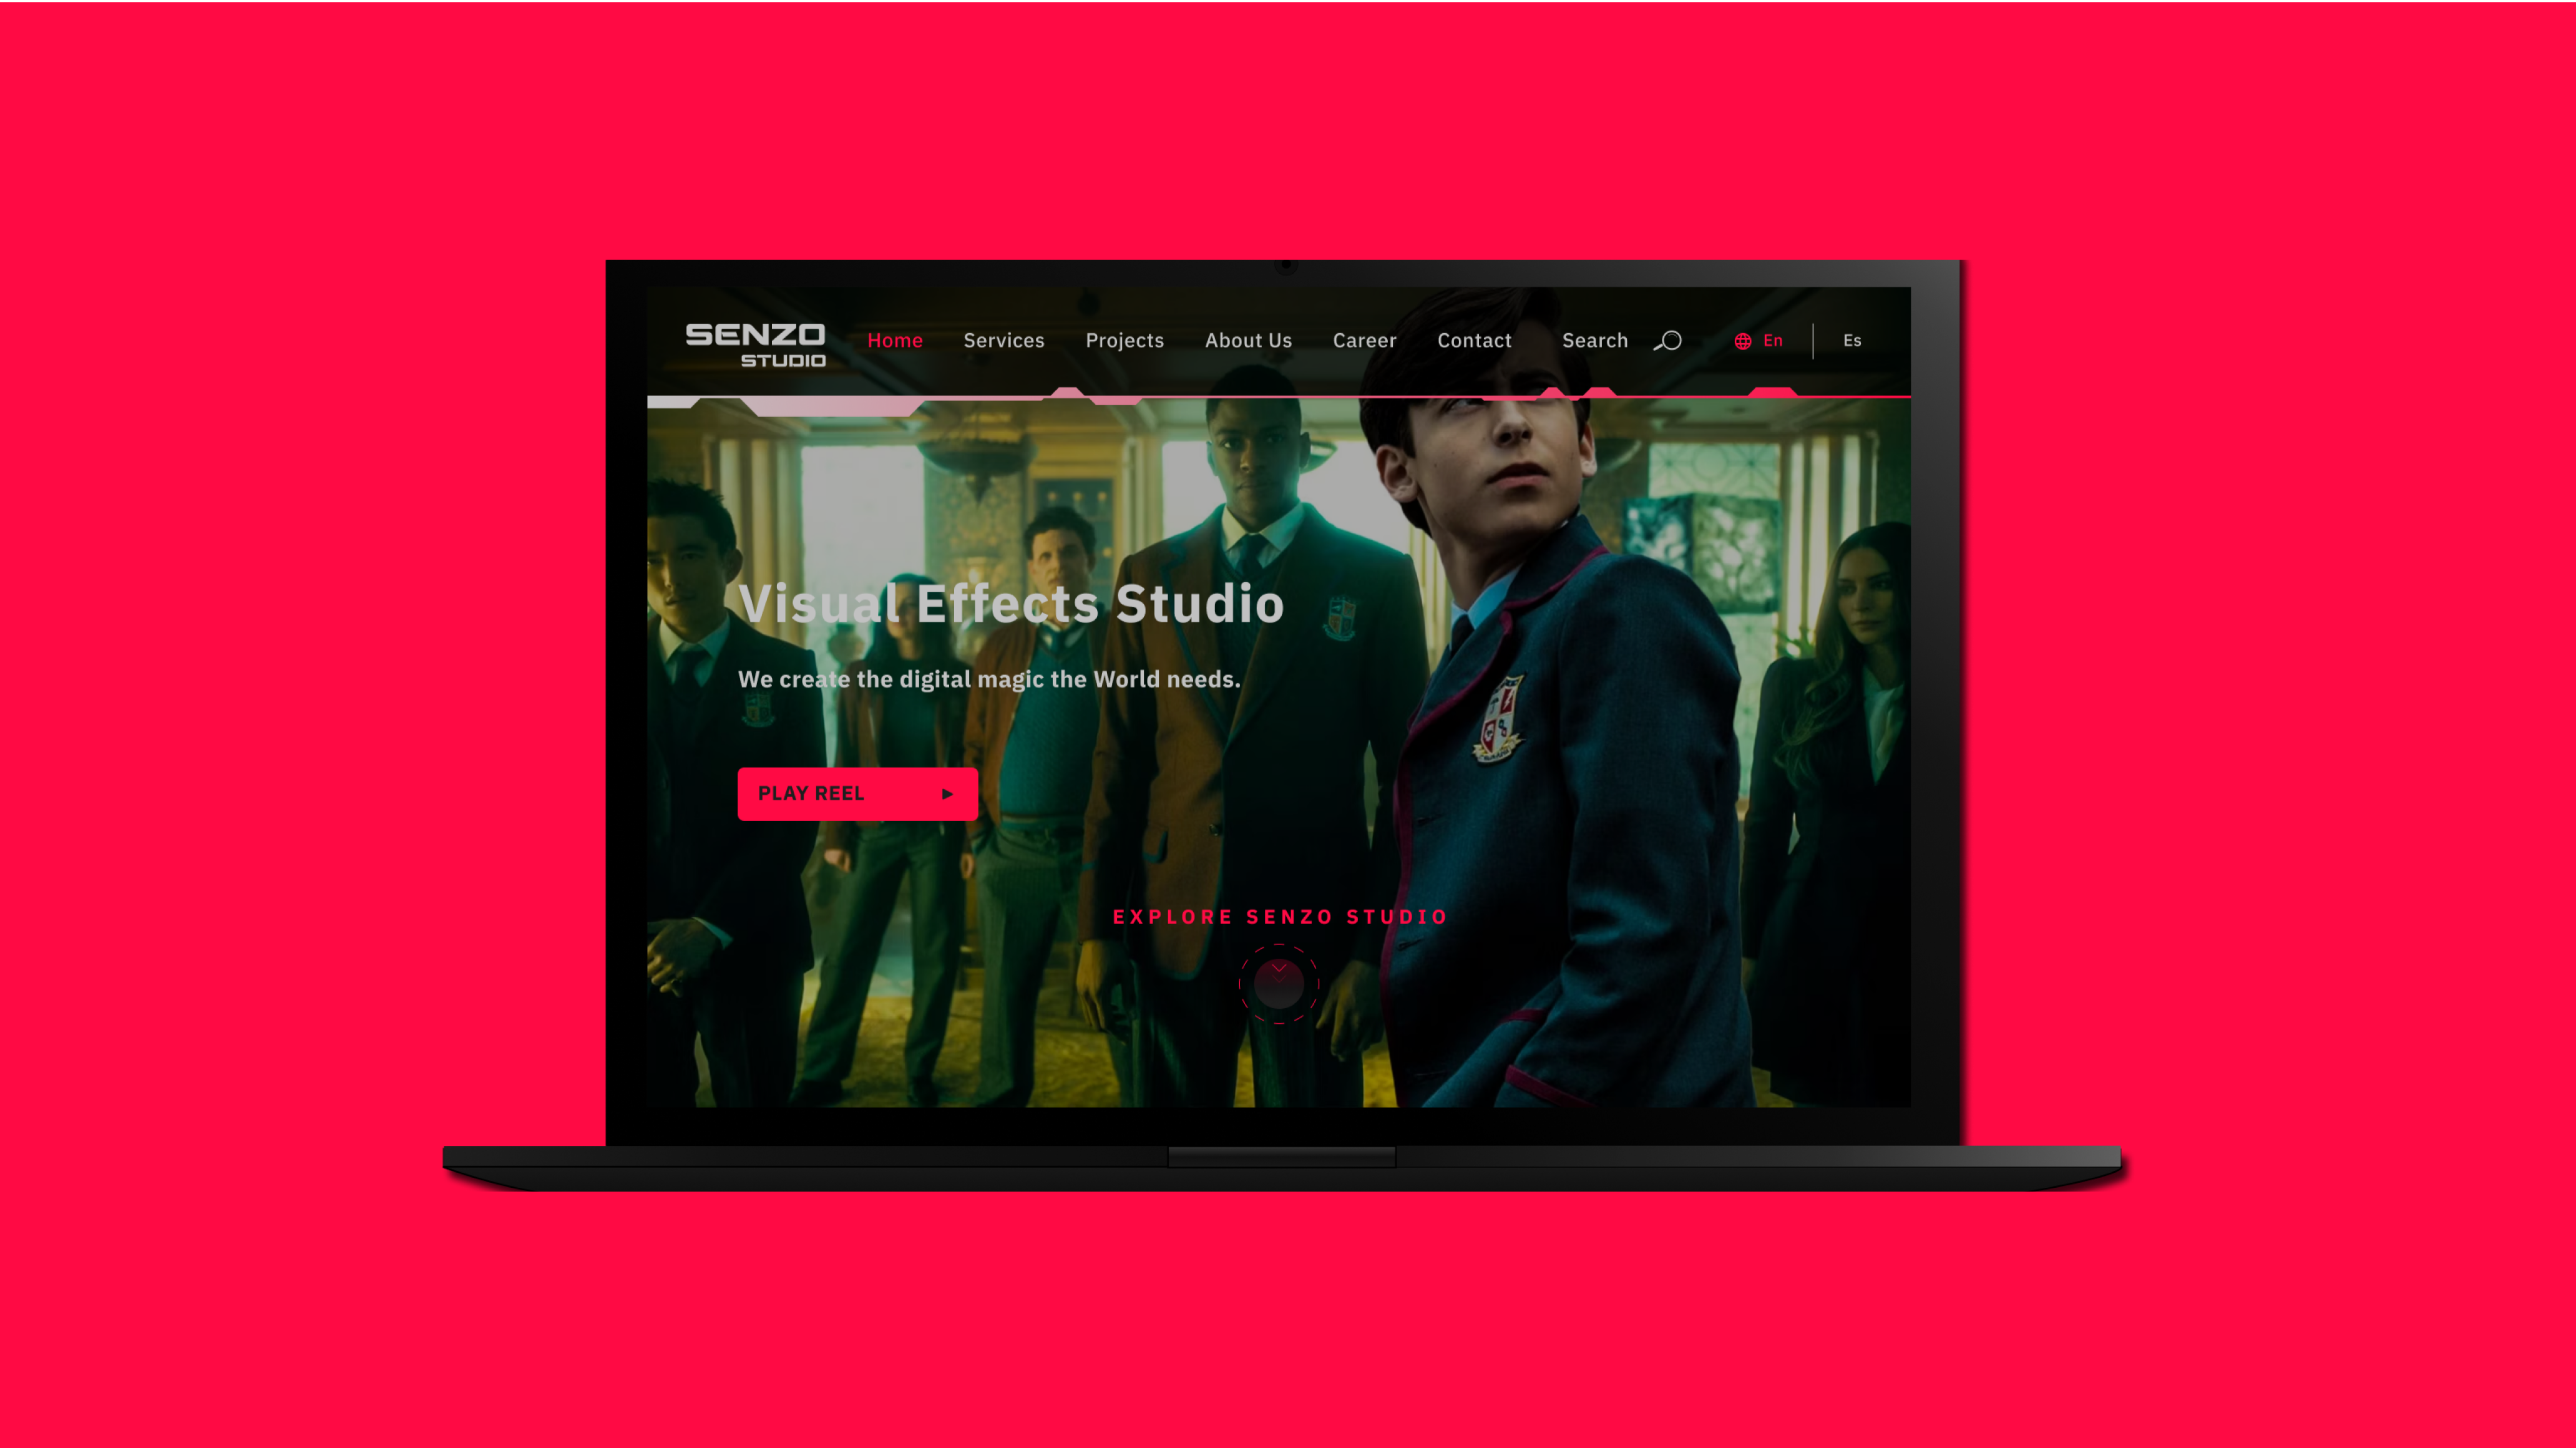 SENZO
STUDIO
Home Services Projects About Us Career Contact Search En Es
Visual Effects Studio
We create the digital magic the World needs.
PLAY REEL
EXPLORE SENZO STUDIO